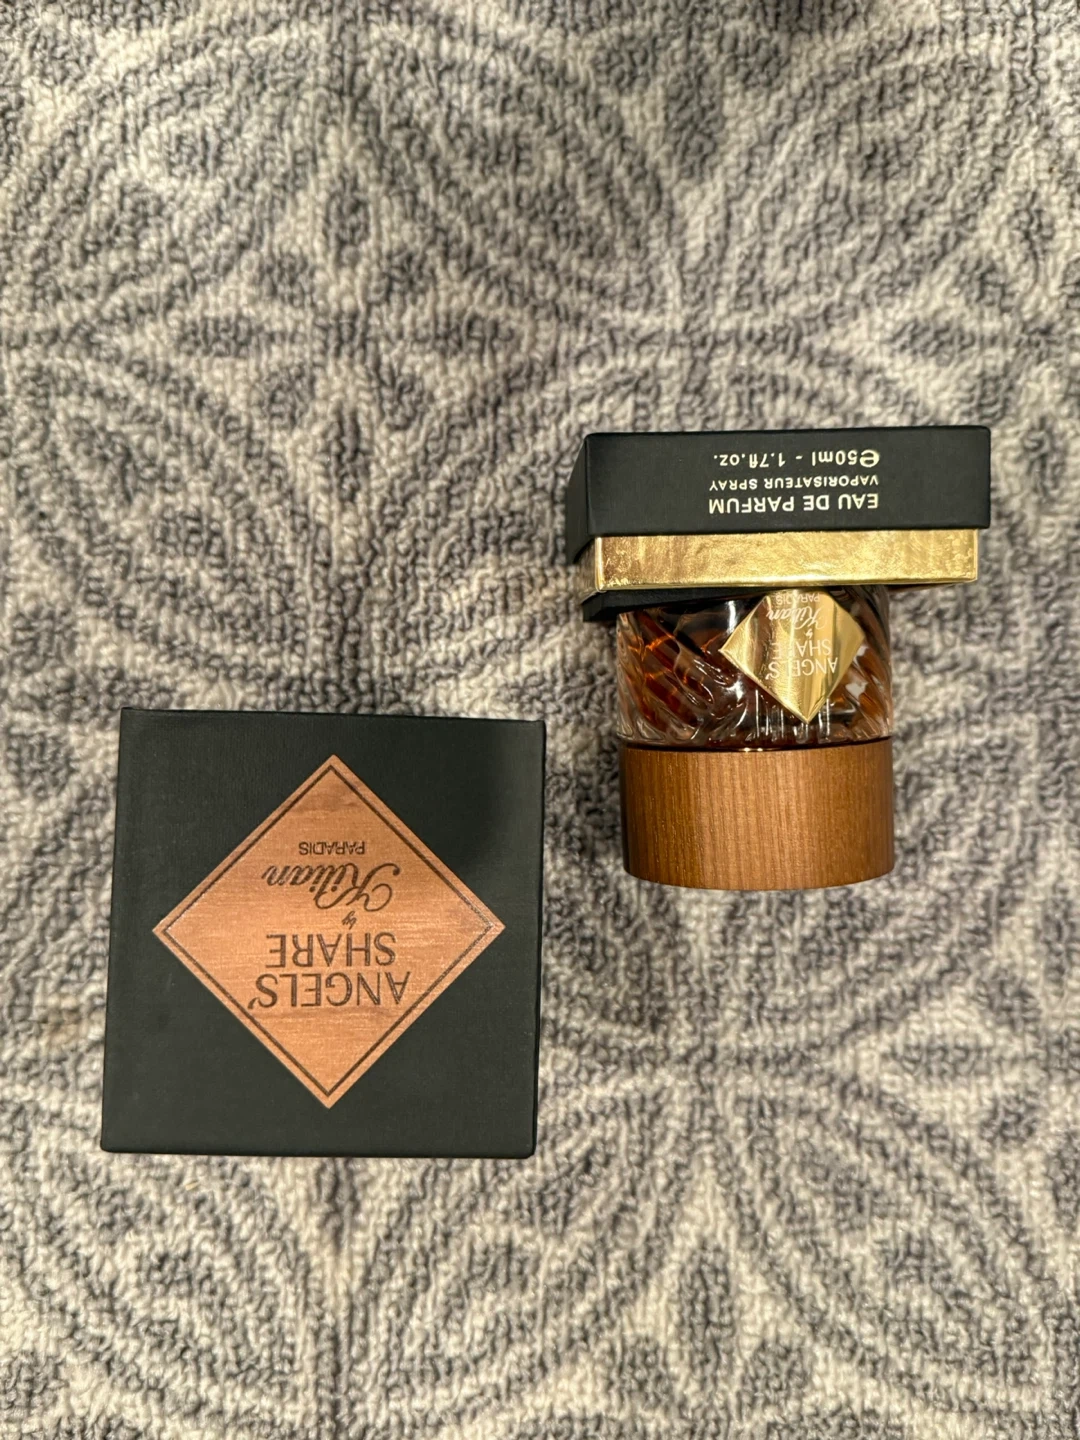 ANGELS'
SHARE
by
Kilian
PARADIS
EAU DE PARFUM
VAPORISATEUR SPRAY
℮50ml - 1.7fl.oz.
ANGELS'
SHARE
by
Kilian
PARADIS